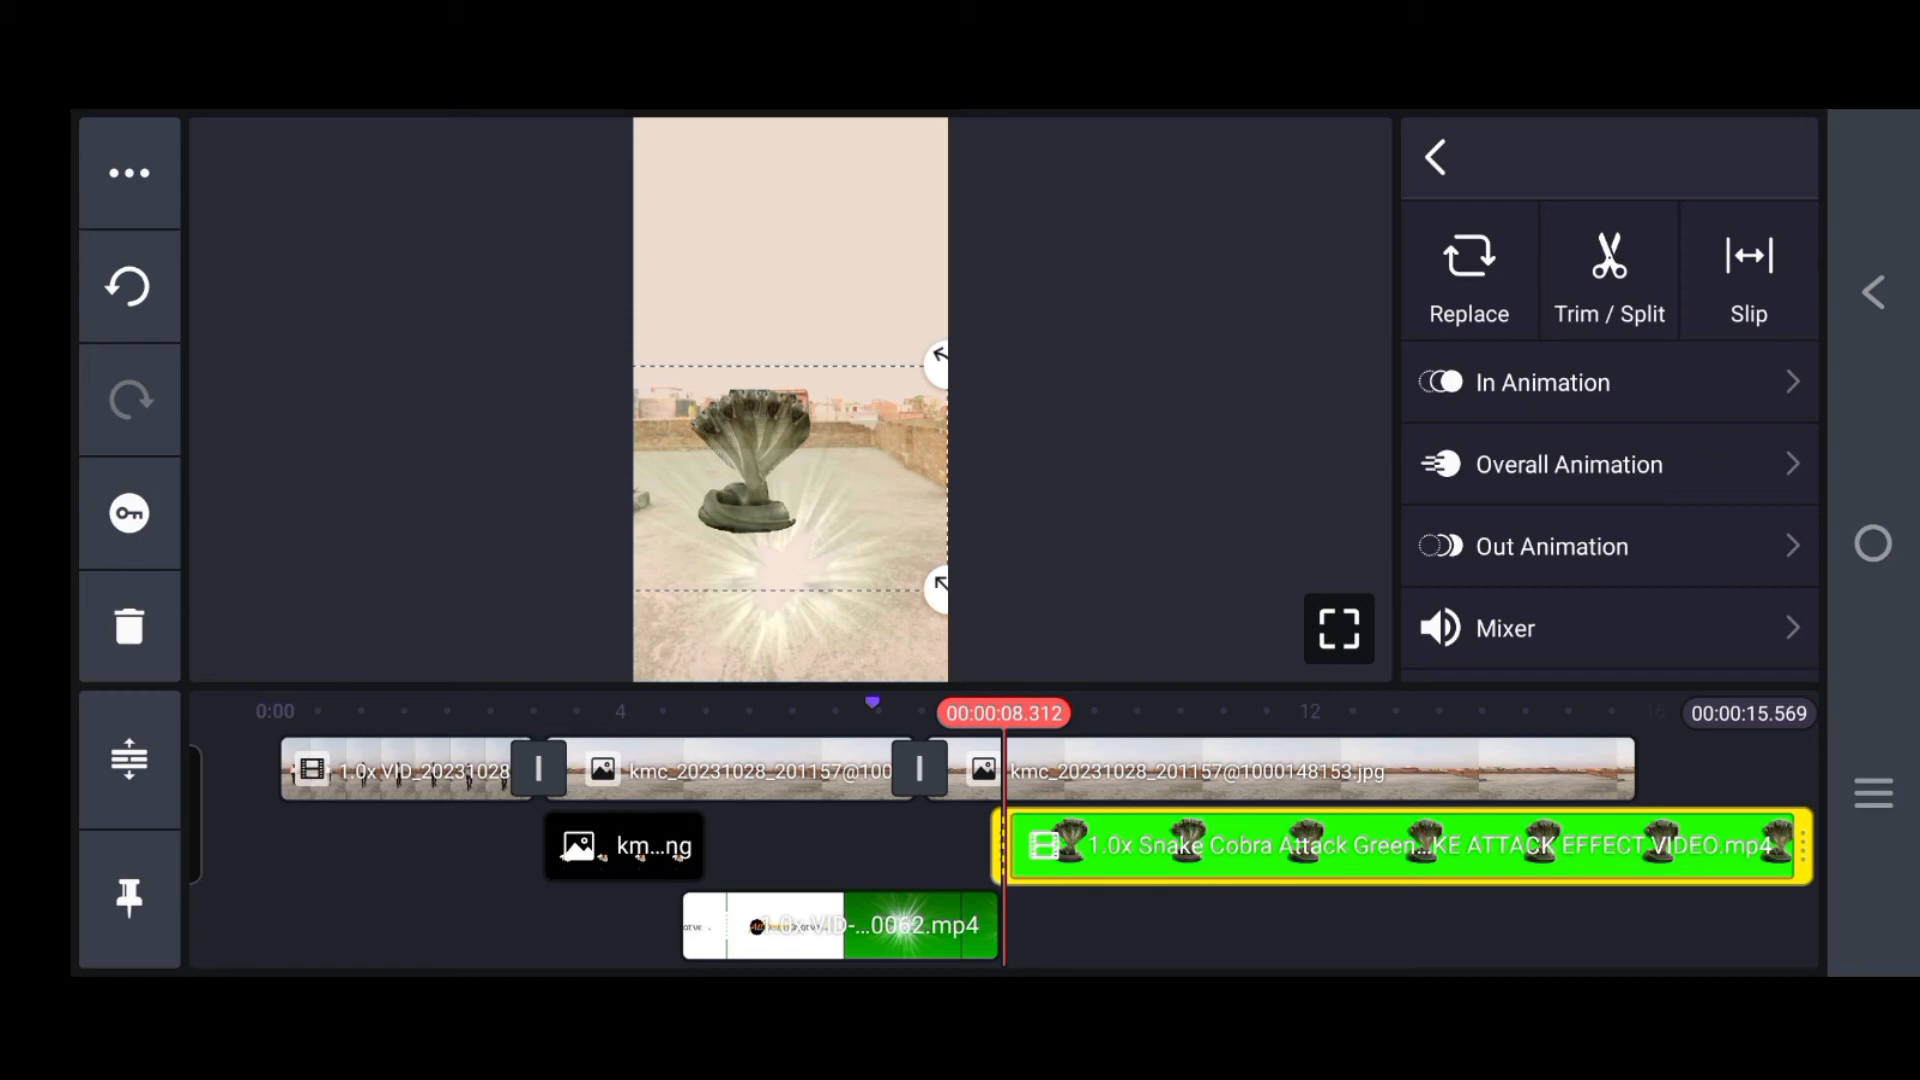 Replace
Trim / Split
Slip
In Animation
Overall Animation
Out Animation
Mixer
0:00
4
00:00:08.312
12
16
00:00:15.569
1.0x VID_20231028
kmc_20231028_201157@100
kmc_20231028_201157@1000148153.jpg
km...ng
1.0x Snake Cobra Attack Green...KE ATTACK EFFECT VIDEO.mp4
1.0x VID-...0062.mp4